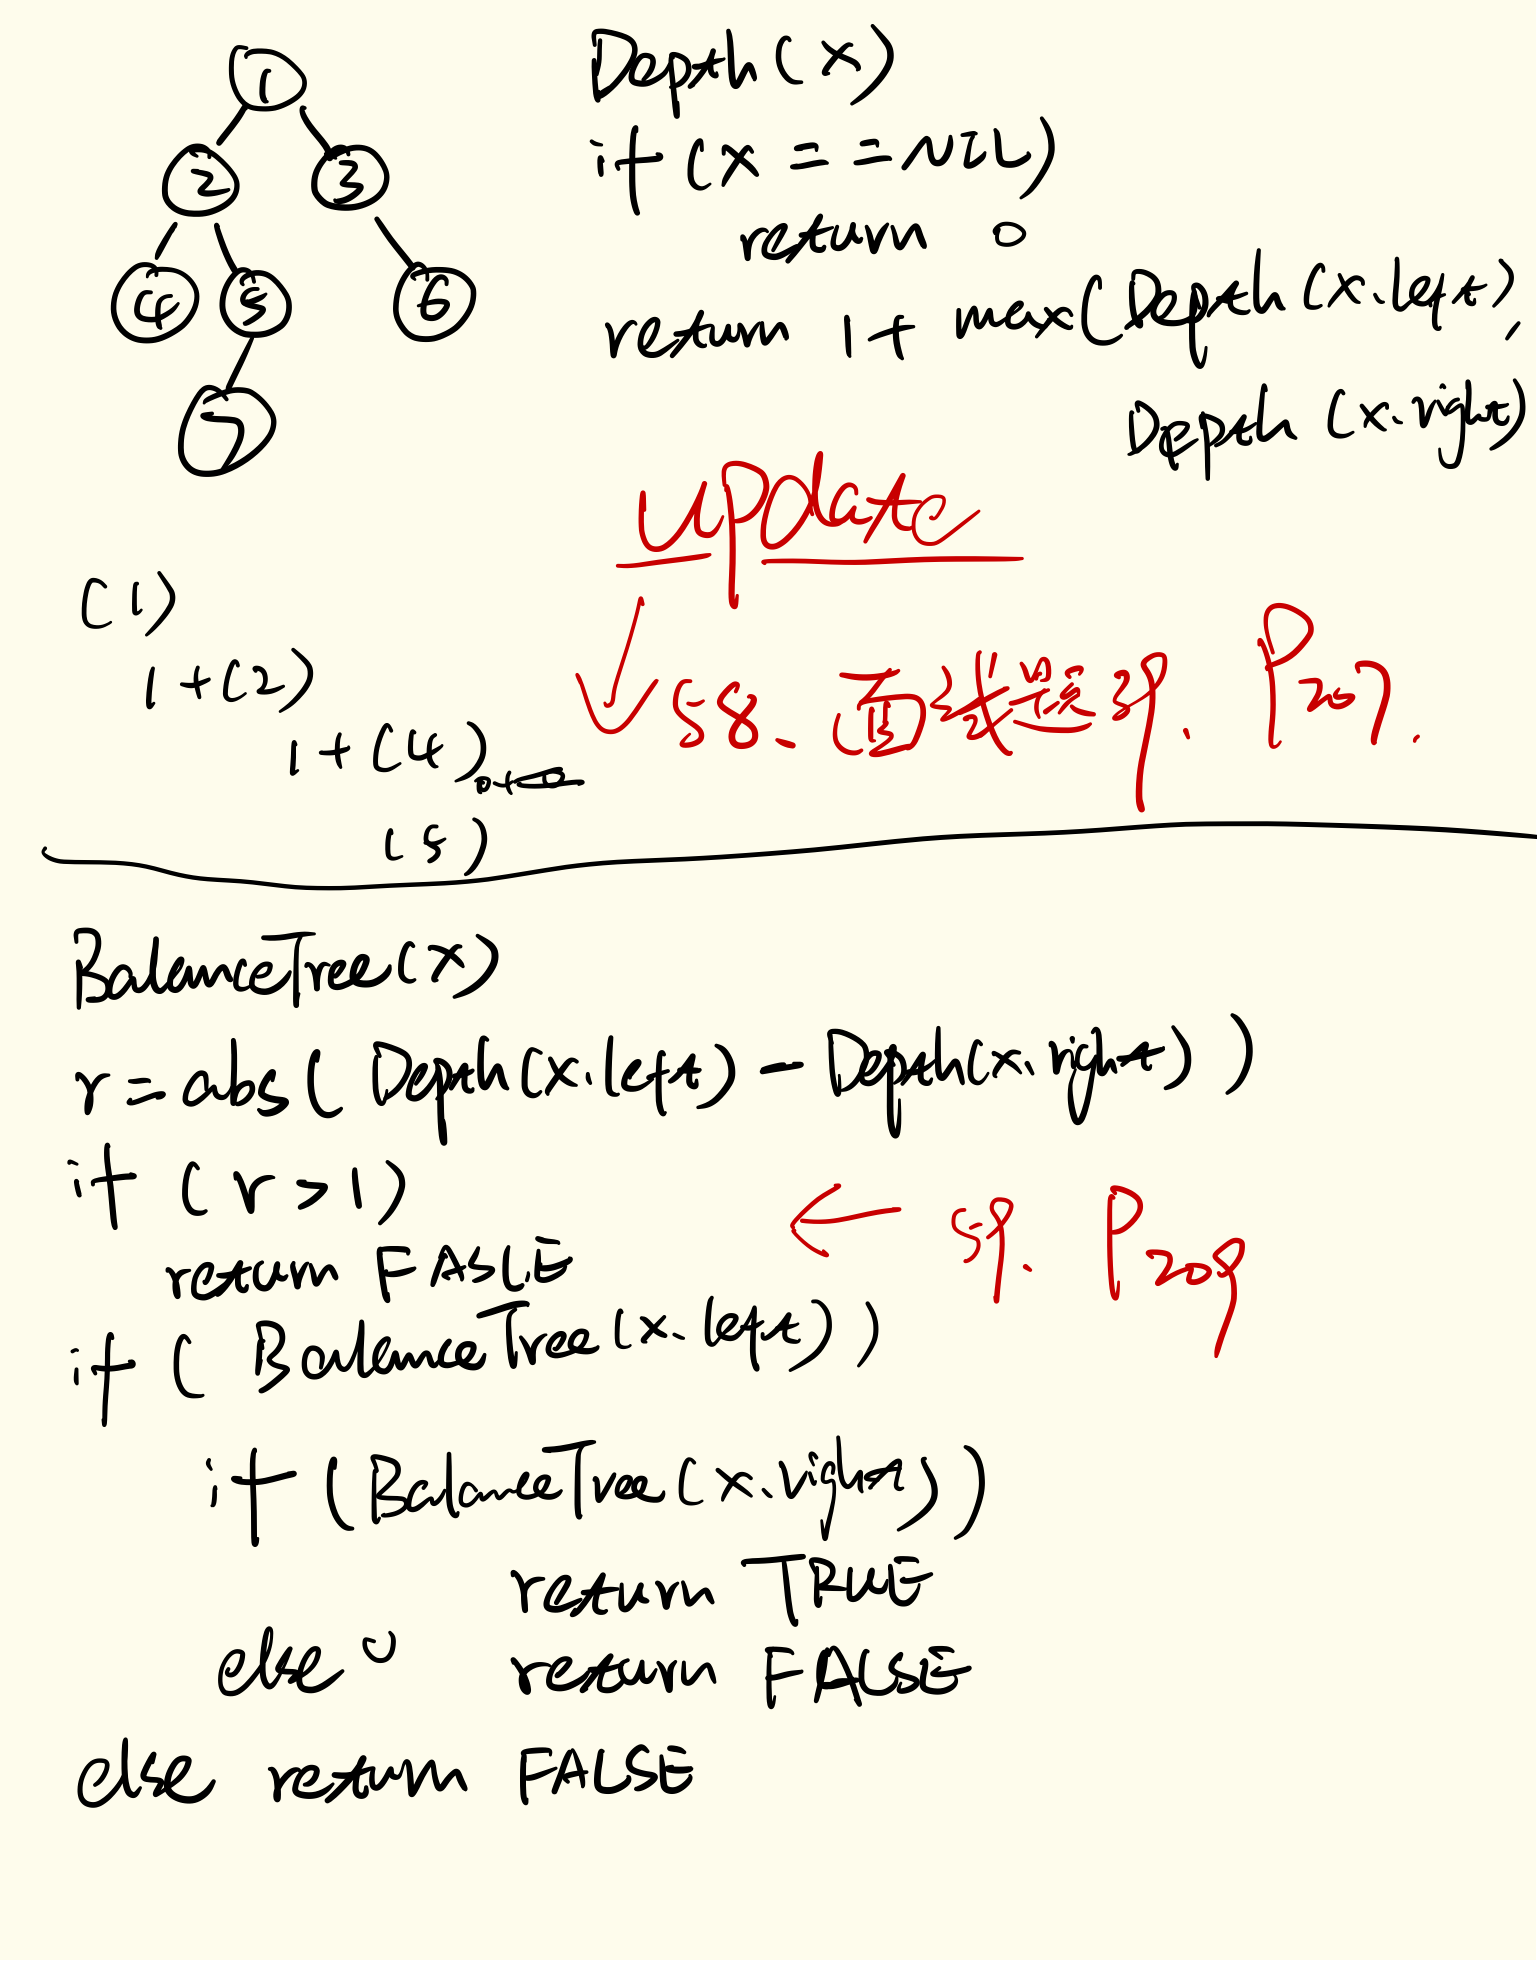 1
2 3
4 5 6
7
Depth(x)
if (x == NIL)
return 0
return 1+ max(Depth(x.left),
Depth(x.right)
update
58、面试题39. P207.
(1)
1+(2)
1+(4)
(5)
BalanceTree(x)
r=abs( Depth(x.left) - Depth(x.right) )
if (r>1)
return FASLE
59. P209
if ( BalanceTree(x.left) )
if (BalanceTree(x.right))
return TRUE
else return FALSE
else return FALSE